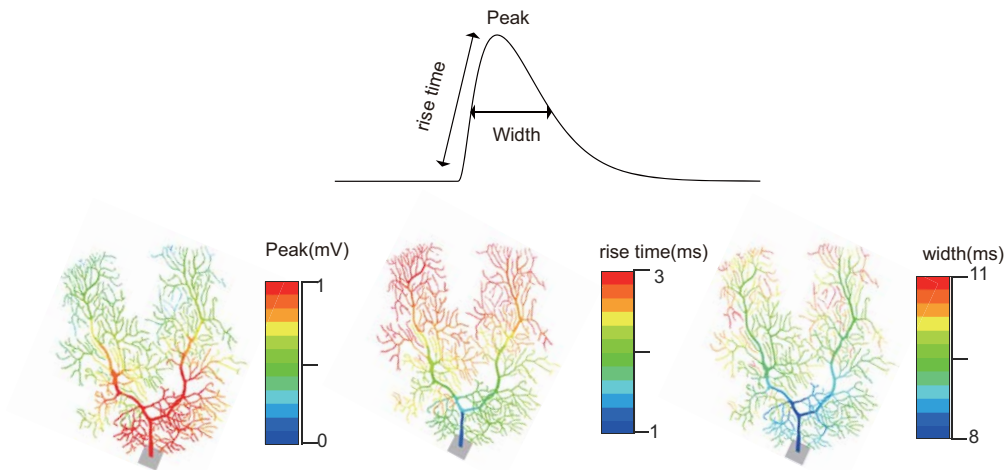 Peak
rise time
Width
Peak(mV)
1
0
rise time(ms)
3
1
width(ms)
11
8